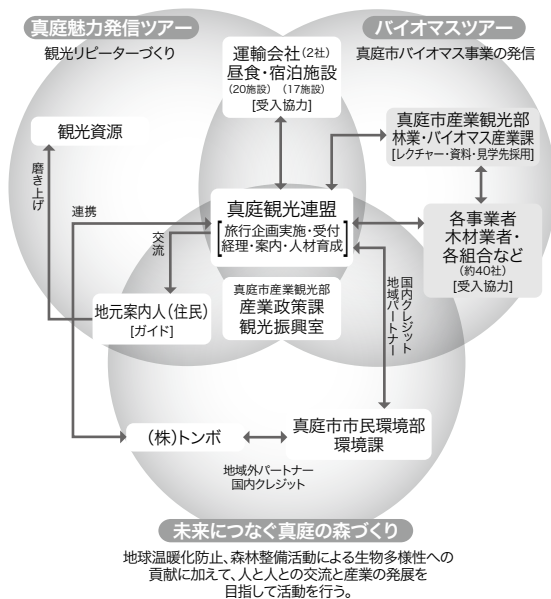 真庭魅力発信ツアー
観光リピーターづくり
バイオマスツアー
真庭市バイオマス事業の発信
運輸会社(2社)
昼食・宿泊施設
(20施設) (17施設)
[受入協力]
観光資源
磨き上げ
連携
交流
真庭市産業観光部
林業・バイオマス産業課
[レクチャー・資料・見学先採用]
真庭観光連盟
[旅行企画実施・受付
経理・案内・人材育成]
各事業者
木材業者・
各組合など
(約40社)
[受入協力]
真庭市産業観光部
産業政策課
観光振興室
地元案内人(住民)
[ガイド]
国内クレジット
地域パートナー
(株)トンボ
真庭市市民環境部
環境課
地域外パートナー
国内クレジット
未来につなぐ真庭の森づくり
地球温暖化防止、森林整備活動による生物多様性への
貢献に加えて、人と人との交流と産業の発展を
目指して活動を行う。